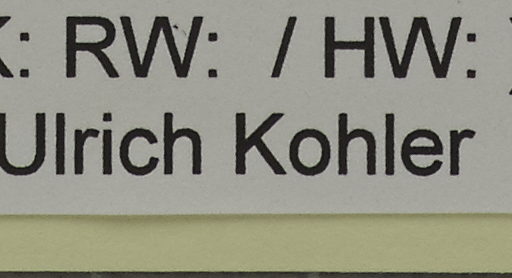 K: RW: / HW:
Ulrich Kohler